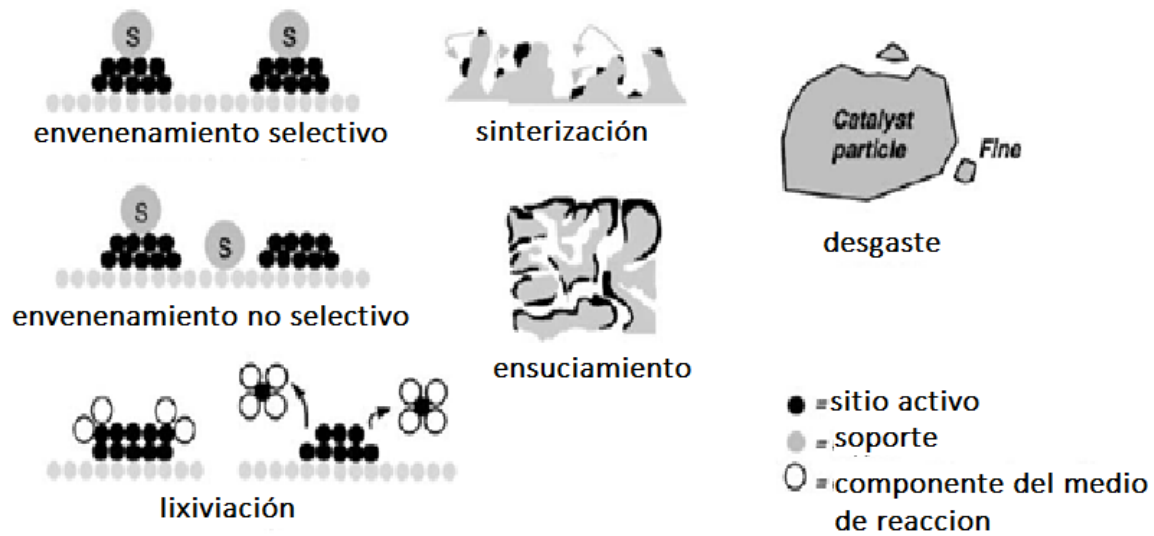 S
S
envenenamiento selectivo
sinterización
Catalyst
particle
Fine
desgaste
S
S
envenenamiento no selectivo
ensuciamiento
lixiviación
= sitio activo
= soporte
= componente del medio
de reaccion